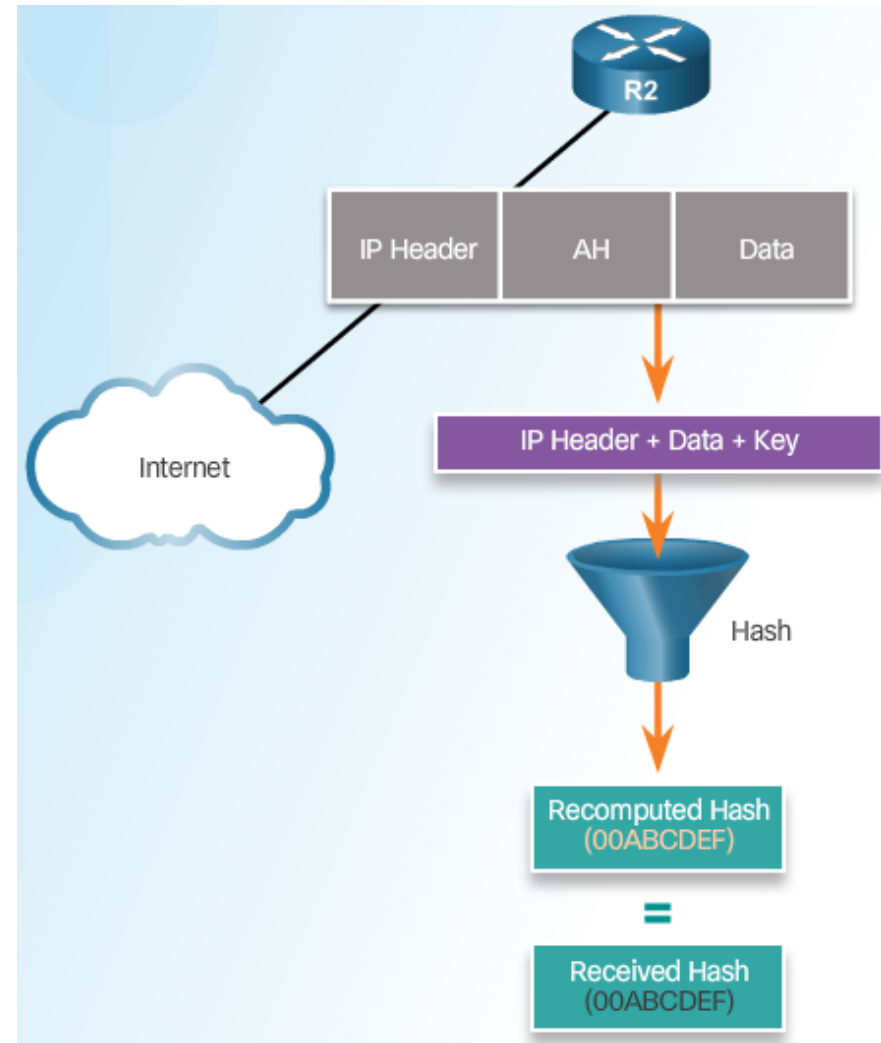 R2
IP Header
AH
Data
IP Header + Data + Key
Internet
Hash
Recomputed Hash
(00ABCDEF)
=
Received Hash
(00ABCDEF)